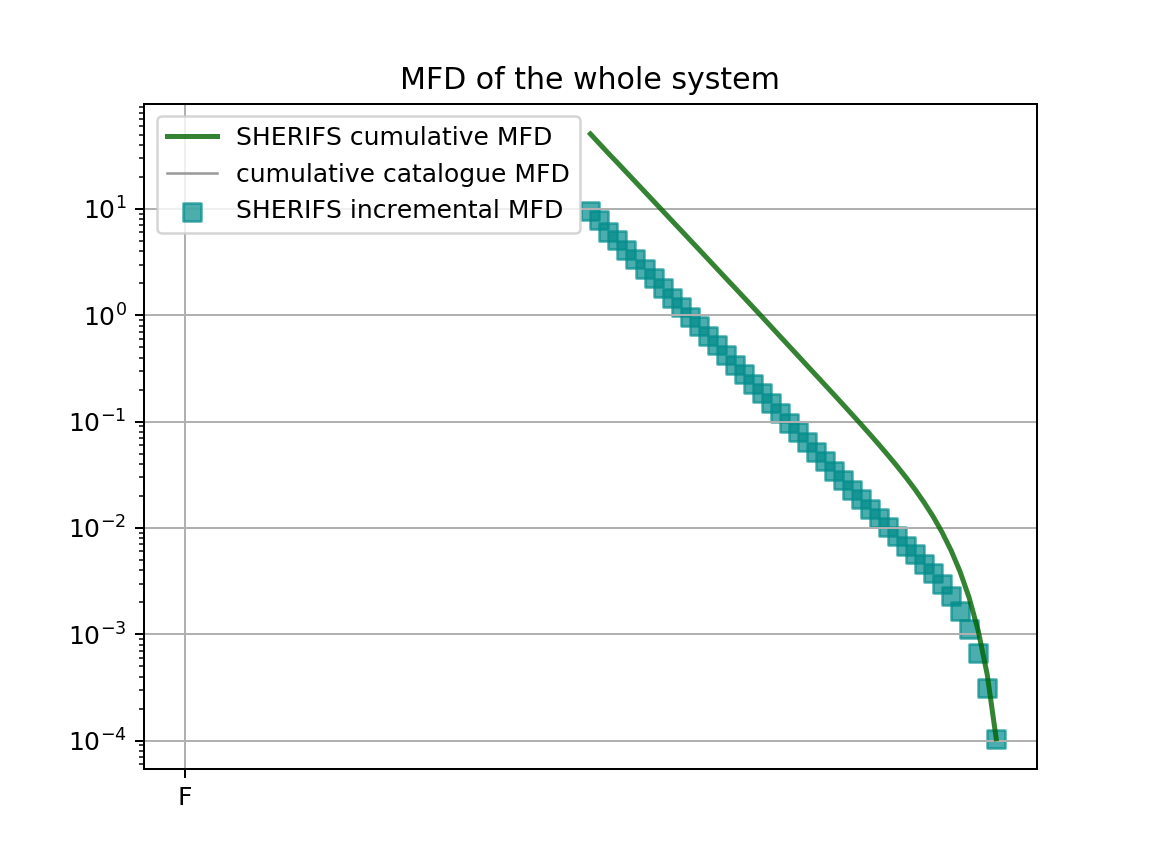 MFD of the whole system
SHERIFS cumulative MFD
cumulative catalogue MFD
SHERIFS incremental MFD
10¹
10⁰
10⁻¹
10⁻²
10⁻³
10⁻⁴
F